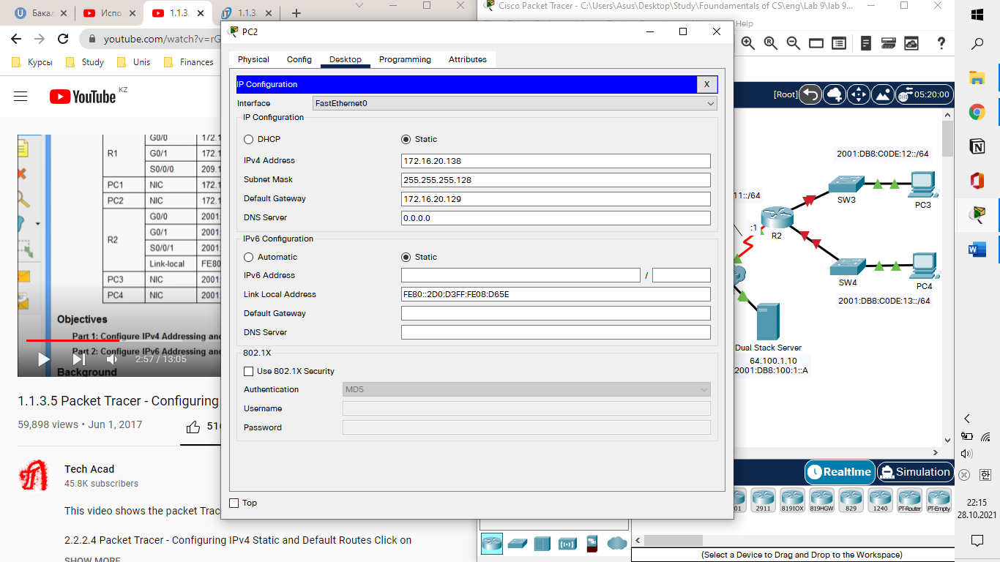 Бака
Испо
1.1.3.5
1.1.3.
youtube.com/watch?v=rG
Курсы
Study
Unis
Finances
YouTube KZ
G0/0 172.1
R1 G0/1 172.1
S0/0/0 209.1
PC1 NIC 172.1
PC2 NIC 172.1
G0/0 2001:
R2 G0/1 2001:
S0/0/1 2001:
Link-local FE80
PC3 NIC 2001:
PC4 NIC 2001:
Objectives
Part 1: Configure IPv4 Addressing and
Part 2: Configure IPv6 Addressing and
Background
2:57 / 13:05
1.1.3.5 Packet Tracer - Configuring
59,898 views • Jun 1, 2017
516
Tech Acad
45.8K subscribers
This video shows the packet Trac
2.2.2.4 Packet Tracer - Configuring IPv4 Static and Default Routes Click on
SHOW MORE
PC2
Physical
Config
Desktop
Programming
Attributes
IP Configuration
X
Interface
FastEthernet0
IP Configuration
DHCP
Static
IPv4 Address
172.16.20.138
Subnet Mask
255.255.255.128
Default Gateway
172.16.20.129
DNS Server
0.0.0.0
IPv6 Configuration
Automatic
Static
IPv6 Address
/
Link Local Address
FE80::2D0:D3FF:FE08:D65E
Default Gateway
DNS Server
802.1X
Use 802.1X Security
Authentication
MD5
Username
Password
Top
Cisco Packet Tracer - C:\Users\Asus\Desktop\Study\Foundamentals of CS\eng\Lab 9\lab 9...
Help
[Root]
05:20:00
2001:DB8:C0DE:12::/64
11::/64
SW3
PC3
:1
R2
SW4
PC4
2001:DB8:C0DE:13::/64
Dual Stack Server
64.100.1.10
2001:DB8:100:1::A
Realtime
Simulation
01
2911
819IOX
819HGW
829
1240
PT-Router
PT-Empty
(Select a Device to Drag and Drop to the Workspace)
한
22:15
28.10.2021